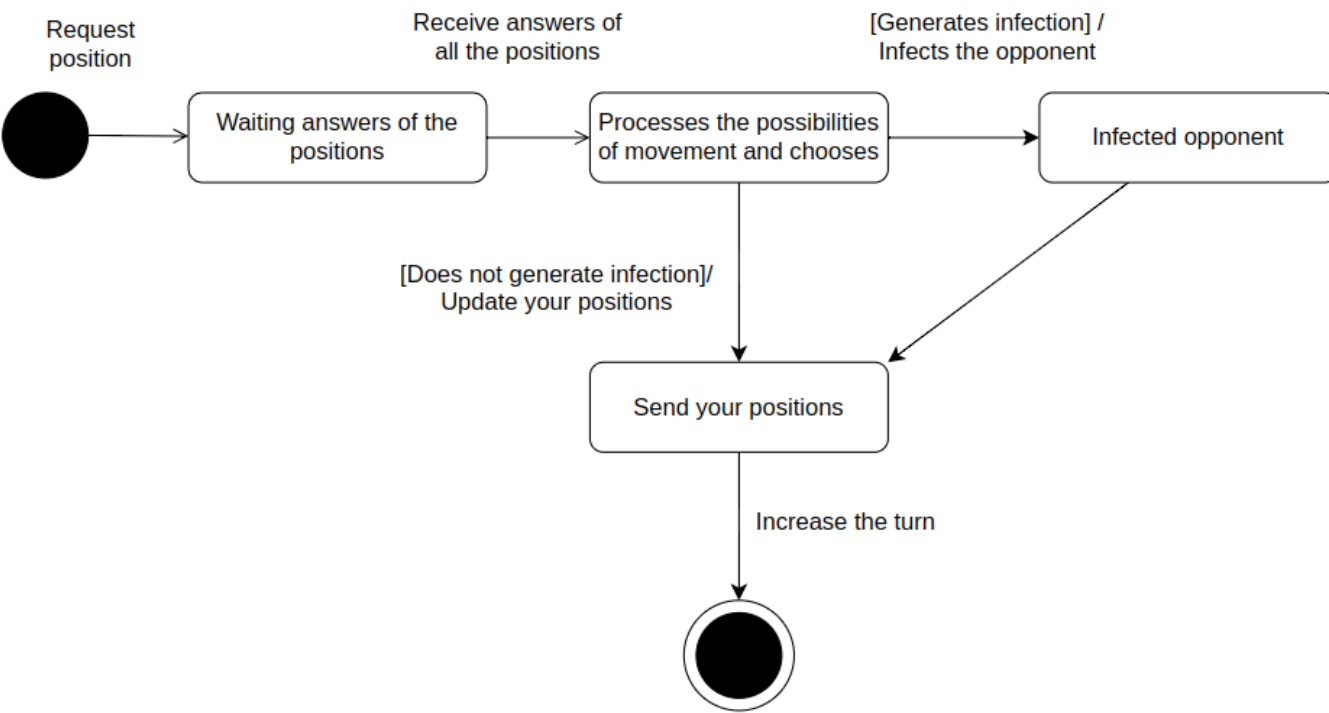 Request
position
Receive answers of
all the positions
[Generates infection] /
Infects the opponent
Waiting answers of the
positions
Processes the possibilities
of movement and chooses
Infected opponent
[Does not generate infection]/
Update your positions
Send your positions
Increase the turn